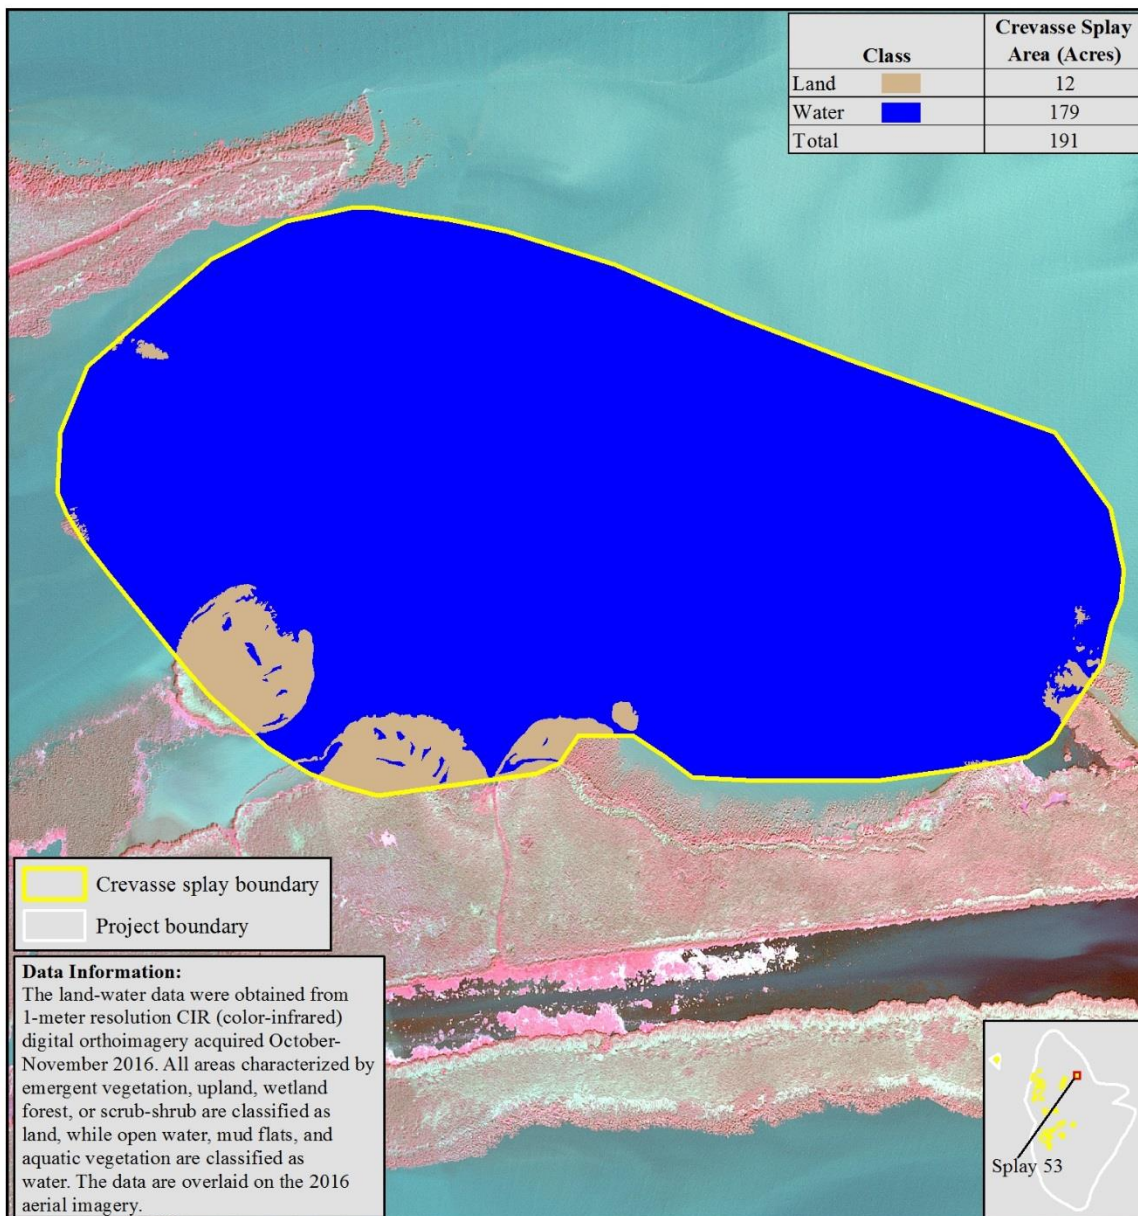 Class
Crevasse Splay
Area (Acres)
Land 12
Water 179
Total 191
Crevasse splay boundary
Project boundary
Data Information:
The land-water data were obtained from
1-meter resolution CIR (color-infrared)
digital orthoimagery acquired October-
November 2016. All areas characterized by
emergent vegetation, upland, wetland
forest, or scrub-shrub are classified as
land, while open water, mud flats, and
aquatic vegetation are classified as
water. The data are overlaid on the 2016
aerial imagery.
Splay 53